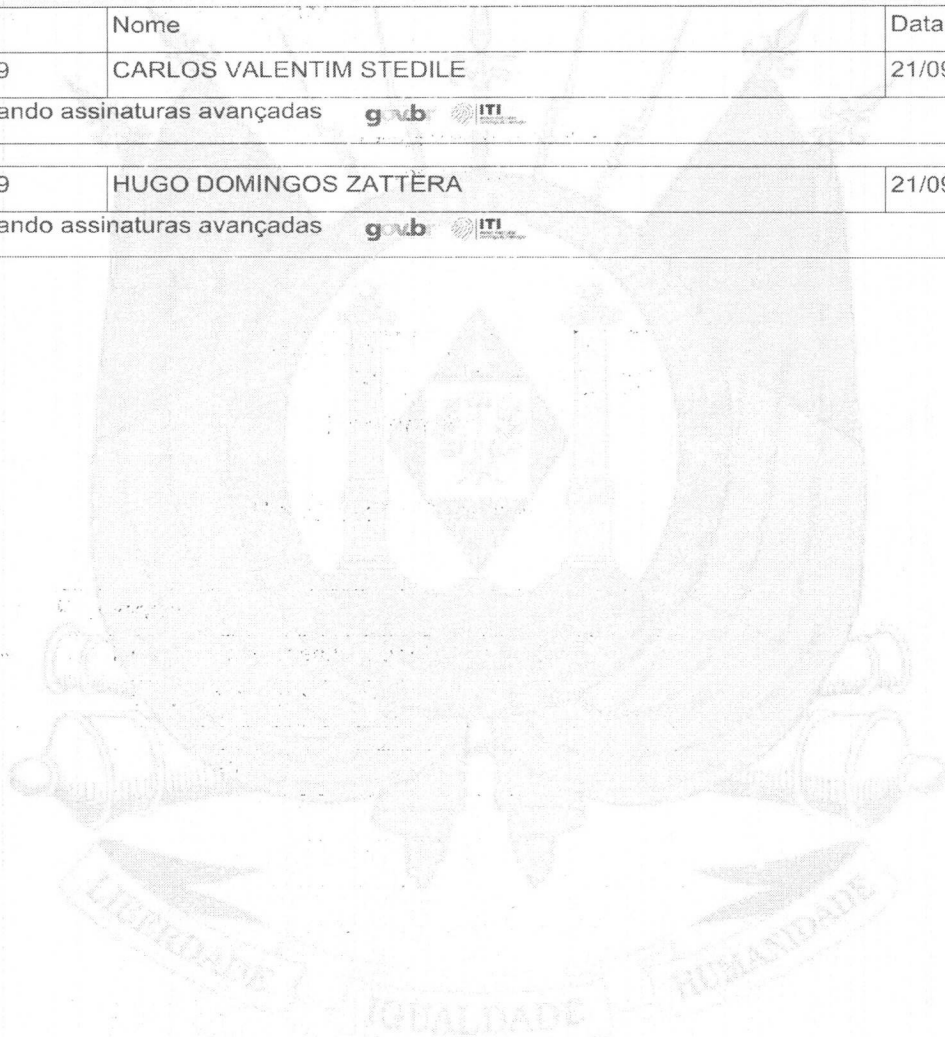 Nome Data
9 CARLOS VALENTIM STEDILE 21/09
ando assinaturas avançadas gov.br ITI
9 HUGO DOMINGOS ZATTERA 21/09
ando assinaturas avançadas gov.br ITI
LIBERDADE IGUALDADE HUMANIDADE